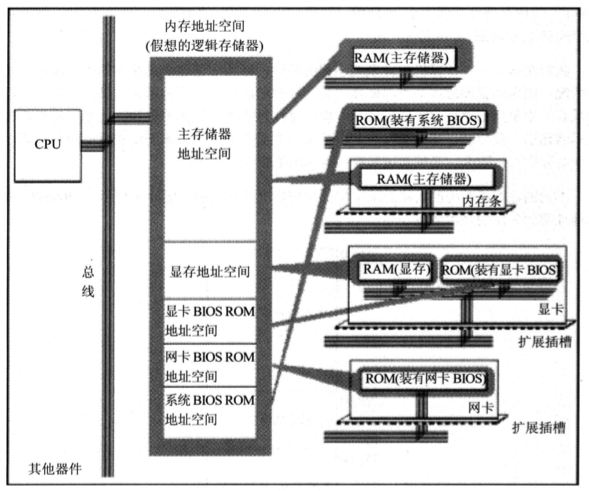 内存地址空间
(假想的逻辑存储器)
CPU
总
线
其他器件
主存储器
地址空间
显存地址空间
显卡 BIOS ROM
地址空间
网卡 BIOS ROM
地址空间
系统 BIOS ROM
地址空间
RAM(主存储器)
ROM(装有系统 BIOS)
RAM(主存储器)
内存条
RAM(显存)
ROM(装有显卡 BIOS)
显卡
扩展插槽
ROM(装有网卡 BIOS)
网卡
扩展插槽